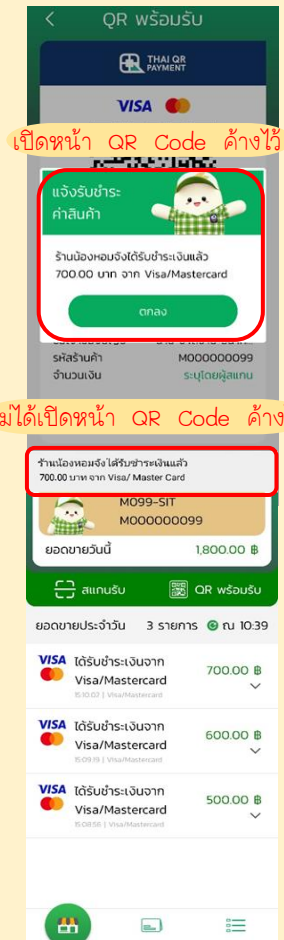 QR พร้อมรับ
THAI QR
PAYMENT
VISA
เปิดหน้า QR Code ค้างไว้
แจ้งรับชำระ
ค่าสินค้า
ร้านน้องหอมจังได้รับชำระเงินแล้ว
700.00 บาท จาก Visa/Mastercard
ตกลง
รหัสร้านค้า M000000099
จำนวนเงิน ระบุโดยผู้สแกน
ม่ได้เปิดหน้า QR Code ค้าง
ร้านน้องหอมจังได้รับชำระเงินแล้ว
700.00 บาท จาก Visa/ Master Card
M099-SIT
M000000099
ยอดขายวันนี้ 1,800.00 ฿
สแกนรับ QR พร้อมรับ
ยอดขายประจำวัน 3 รายการ ณ 10:39
VISA ได้รับชำระเงินจาก
Visa/Mastercard 700.00 ฿
15:10:07 | Visa/Mastercard
VISA ได้รับชำระเงินจาก
Visa/Mastercard 600.00 ฿
15:09:19 | Visa/Mastercard
VISA ได้รับชำระเงินจาก
Visa/Mastercard 500.00 ฿
15:08:56 | Visa/Mastercard